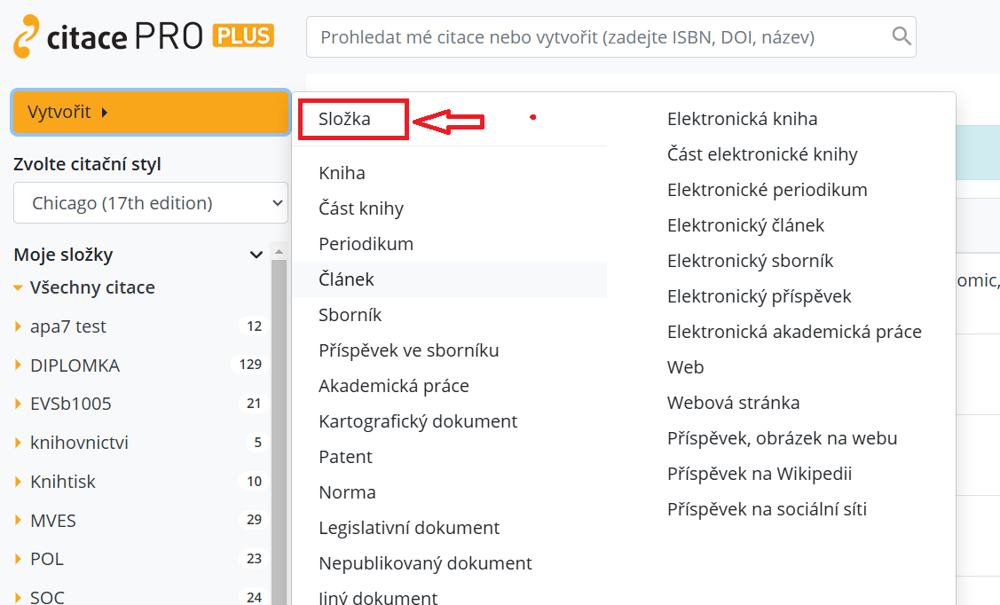 citace PRO PLUS
Prohledat mé citace nebo vytvořit (zadejte ISBN, DOI, název)
Vytvořit
Zvolte citační styl
Chicago (17th edition)
Moje složky
Všechny citace
apa7 test 12
DIPLOMKA 129
EVSb1005 21
knihovnictvi 5
Knihtisk 10
MVES 29
POL 23
SOC 24
Složka
Kniha
Část knihy
Periodikum
Článek
Sborník
Příspěvek ve sborníku
Akademická práce
Kartografický dokument
Patent
Norma
Legislativní dokument
Nepublikovaný dokument
Jiný dokument
Elektronická kniha
Část elektronické knihy
Elektronické periodikum
Elektronický článek
Elektronický sborník
Elektronický příspěvek
Elektronická akademická práce
Web
Webová stránka
Příspěvek, obrázek na webu
Příspěvek na Wikipedii
Příspěvek na sociální síti
omic,